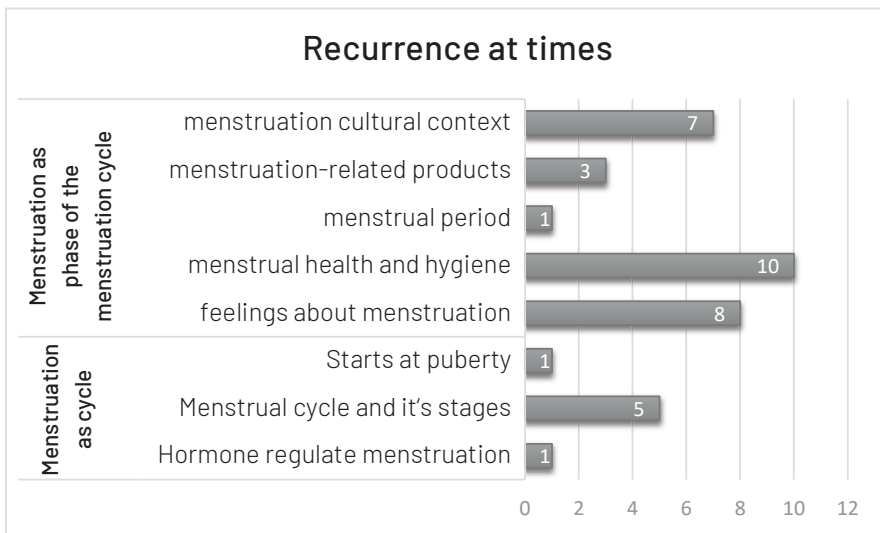 Recurrence at times
Menstruation as
phase of the
menstruation cycle
menstruation cultural context
7
menstruation-related products
3
menstrual period
1
menstrual health and hygiene
10
feelings about menstruation
8
Menstruation
as cycle
Starts at puberty
1
Menstrual cycle and it's stages
5
Hormone regulate menstruation
1
0 2 4 6 8 10 12